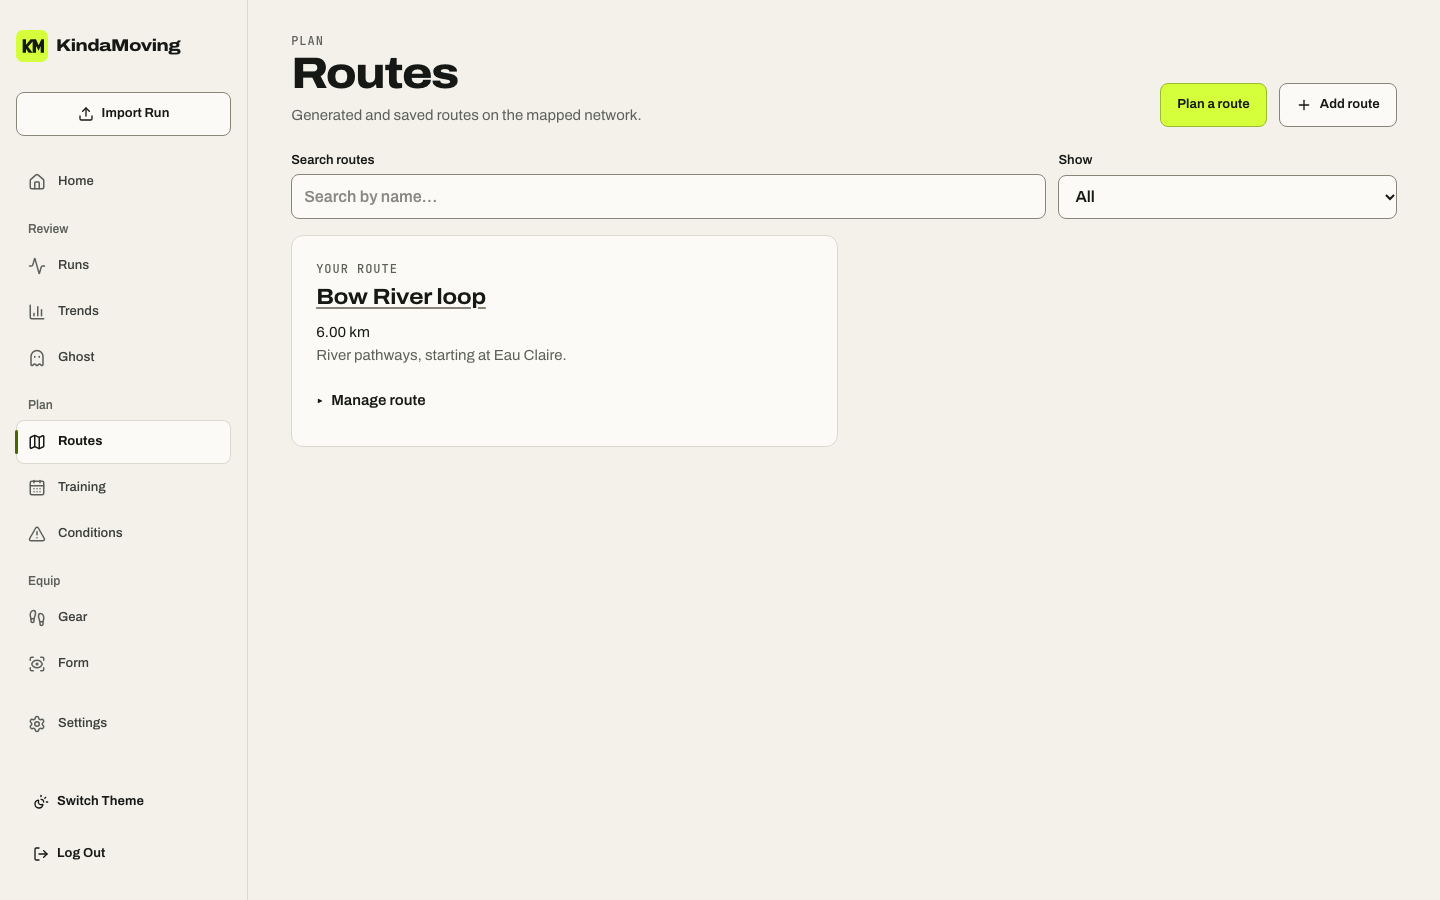 KM KindaMoving
Import Run
Home
Review
Runs
Trends
Ghost
Plan
Routes
Training
Conditions
Equip
Gear
Form
Settings
Switch Theme
Log Out
PLAN
Routes
Generated and saved routes on the mapped network.
Plan a route
Add route
Search routes
Search by name...
Show
All
YOUR ROUTE
Bow River loop
6.00 km
River pathways, starting at Eau Claire.
Manage route